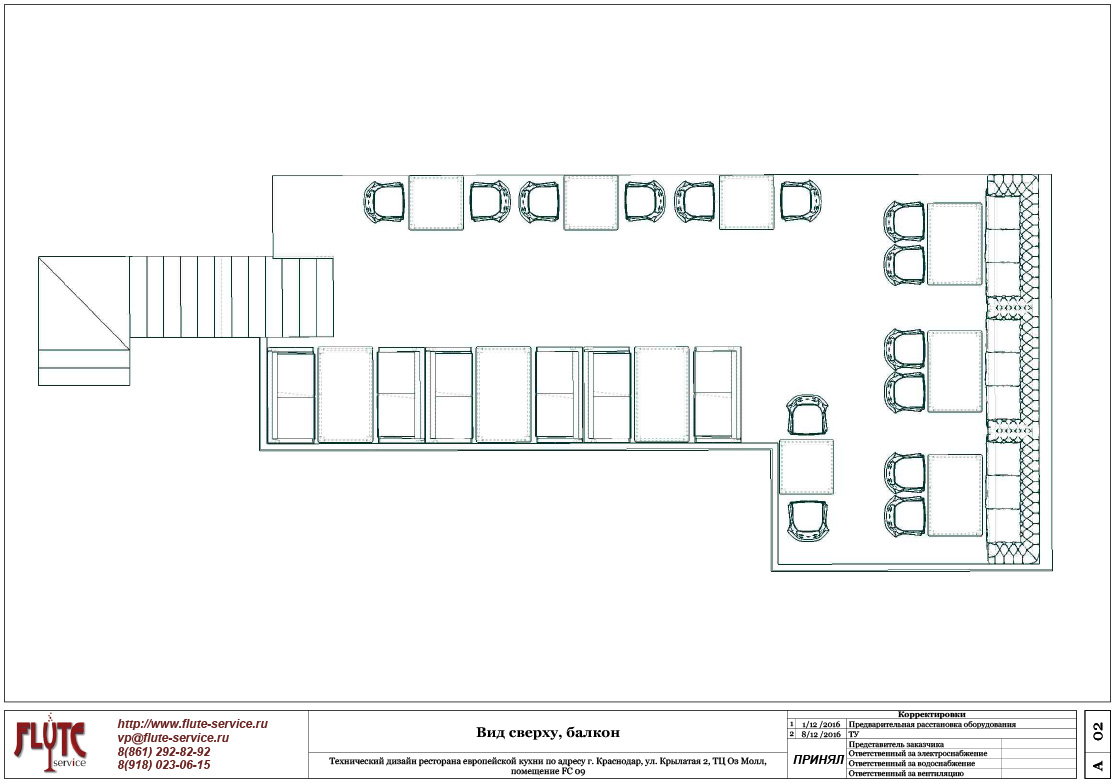 FLUTE
service
http://www.flute-service.ru
vp@flute-service.ru
8(861) 292-82-92
8(918) 023-06-15
Вид сверху, балкон
Технический дизайн ресторана европейской кухни по адресу г. Краснодар, ул. Крылатая 2, ТЦ Оз Молл,
помещение FC 09
Корректировки
1 1/12 /2016 Предварительная расстановка оборудования
2 8/12 /2016 ТУ
ПРИНЯЛ
Представитель заказчика
Ответственный за электроснабжение
Ответственный за водоснабжение
Ответственный за вентиляцию
A 02